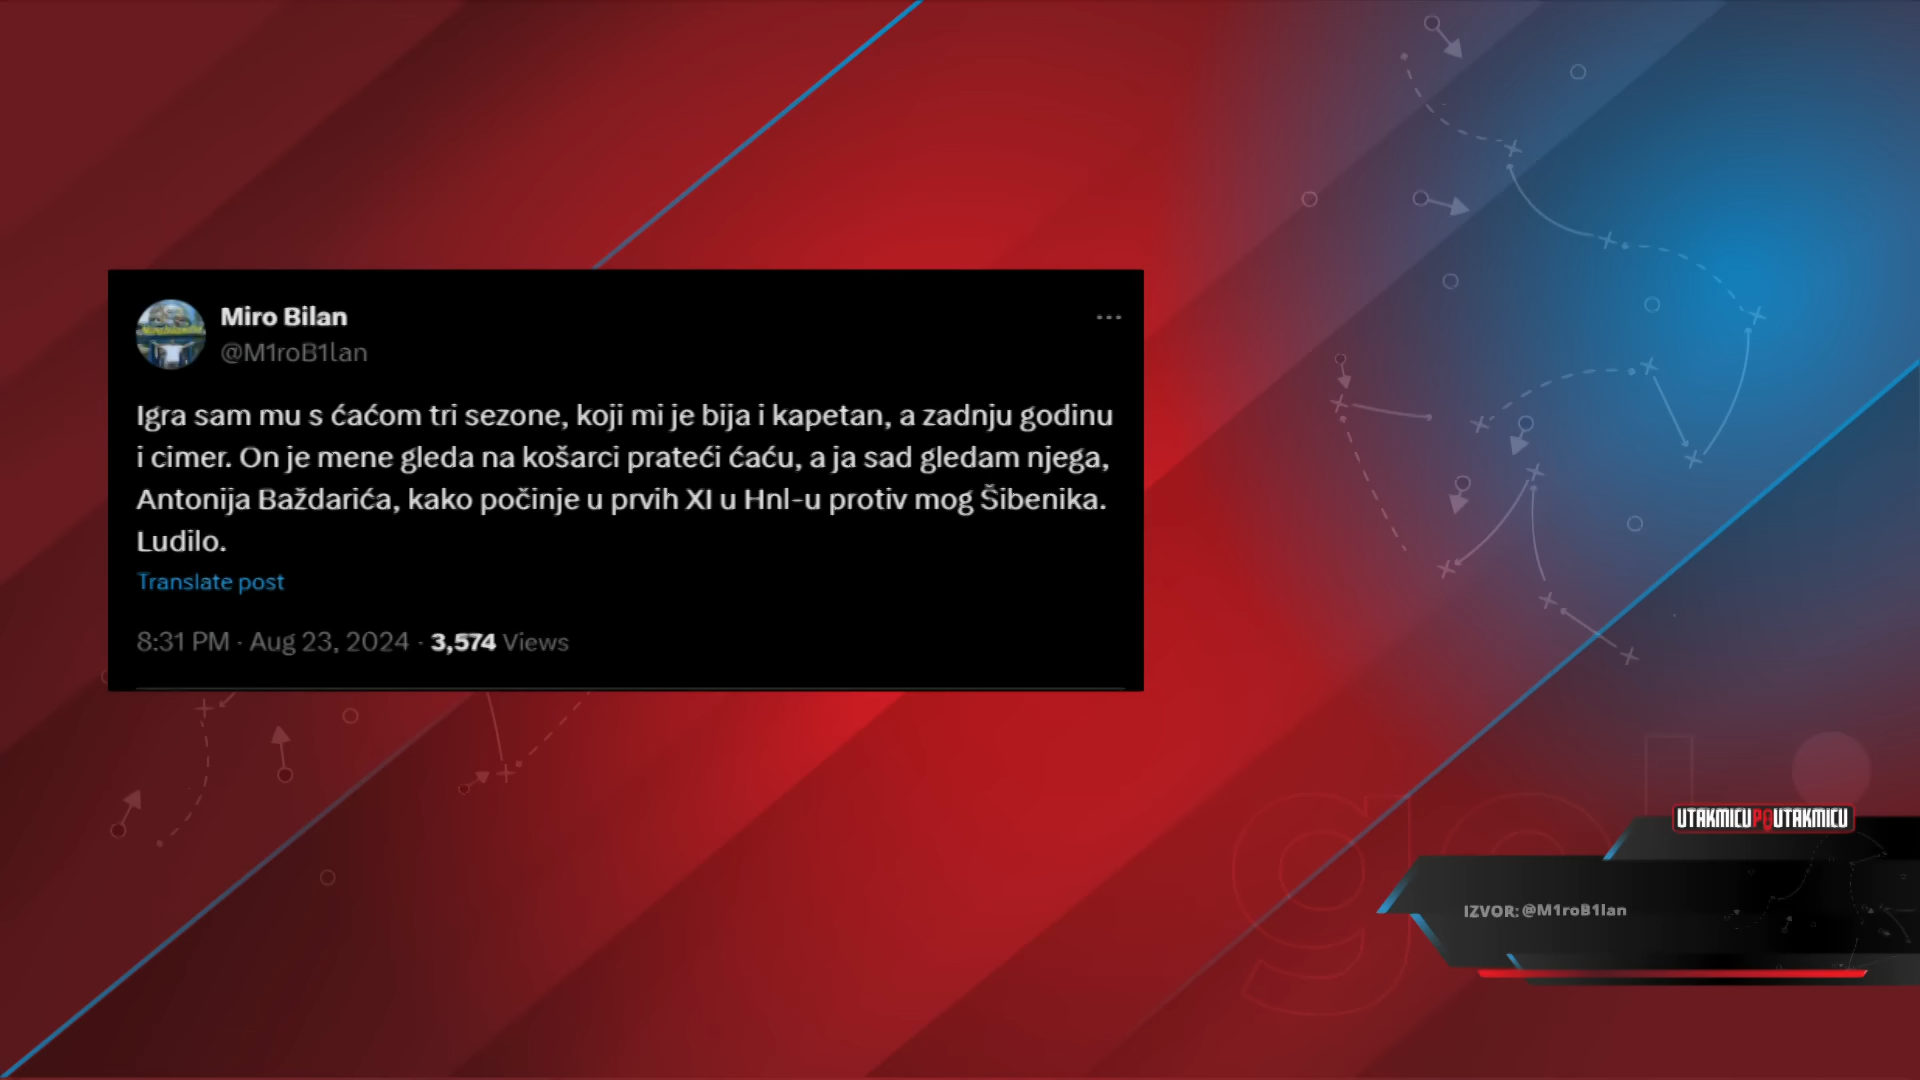 Miro Bilan
@M1roB1lan
Igra sam mu s ćaćom tri sezone, koji mi je bija i kapetan, a zadnju godinu
i cimer. On je mene gleda na košarci prateći ćaću, a ja sad gledam njega,
Antonija Baždarića, kako počinje u prvih XI u Hnl-u protiv mog Šibenika.
Ludilo.
Translate post
8:31 PM · Aug 23, 2024 · 3,574 Views
gol
UTAKMICU PO UTAKMICU
IZVOR: @M1roB1lan